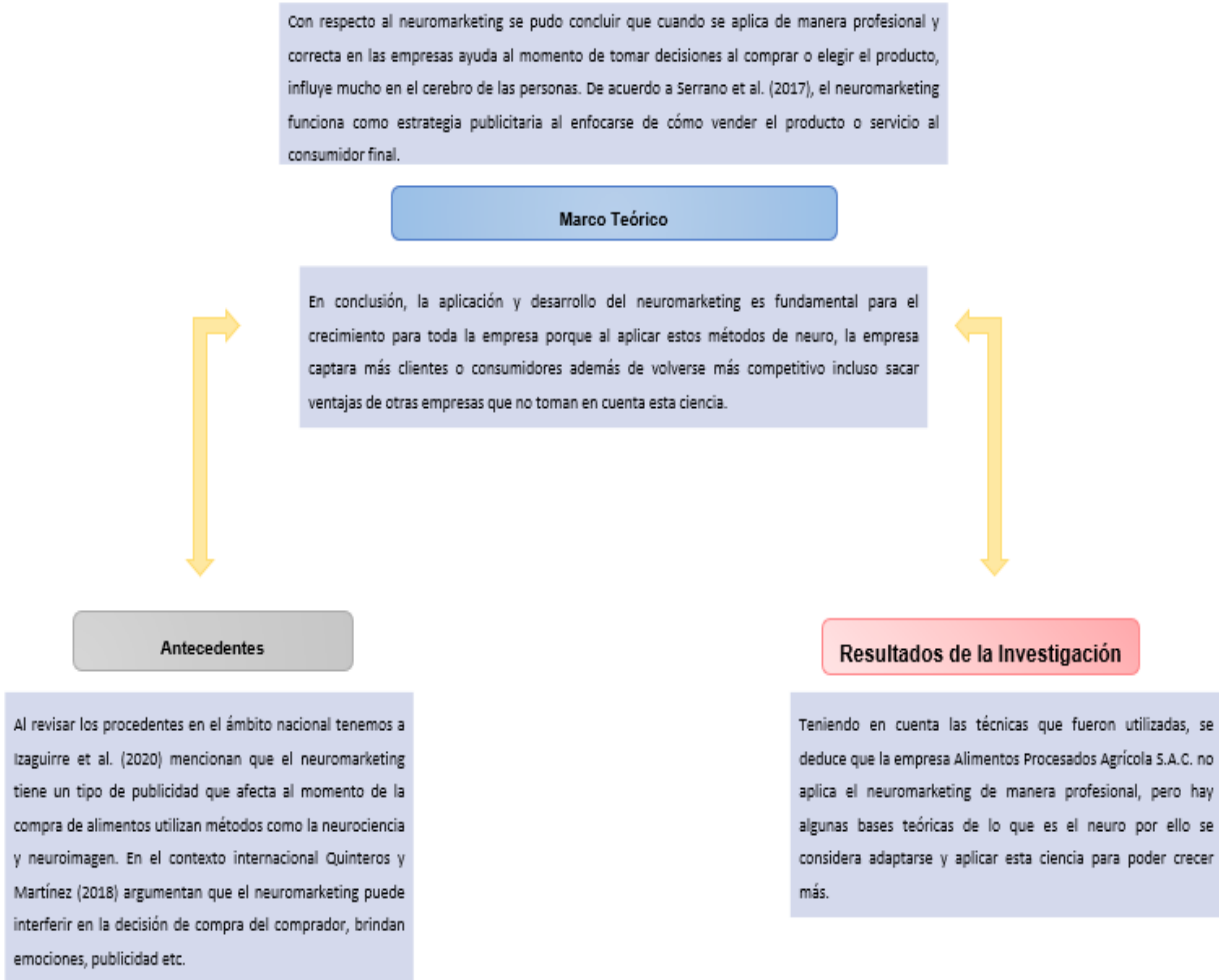 Con respecto al neuromarketing se pudo concluir que cuando se aplica de manera profesional y
correcta en las empresas ayuda al momento de tomar decisiones al comprar o elegir el producto,
influye mucho en el cerebro de las personas. De acuerdo a Serrano et al. (2017), el neuromarketing
funciona como estrategia publicitaria al enfocarse de cómo vender el producto o servicio al
consumidor final.
Marco Teórico
En conclusión, la aplicación y desarrollo del neuromarketing es fundamental para el
crecimiento para toda la empresa porque al aplicar estos métodos de neuro, la empresa
captara más clientes o consumidores además de volverse más competitivo incluso sacar
ventajas de otras empresas que no toman en cuenta esta ciencia.
Antecedentes
Al revisar los procedentes en el ámbito nacional tenemos a
Izaguirre et al. (2020) mencionan que el neuromarketing
tiene un tipo de publicidad que afecta al momento de la
compra de alimentos utilizan métodos como la neurociencia
y neuroimagen. En el contexto internacional Quinteros y
Martínez (2018) argumentan que el neuromarketing puede
interferir en la decisión de compra del comprador, brindan
emociones, publicidad etc.
Resultados de la Investigación
Teniendo en cuenta las técnicas que fueron utilizadas, se
deduce que la empresa Alimentos Procesados Agrícola S.A.C. no
aplica el neuromarketing de manera profesional, pero hay
algunas bases teóricas de lo que es el neuro por ello se
considera adaptarse y aplicar esta ciencia para poder crecer
más.